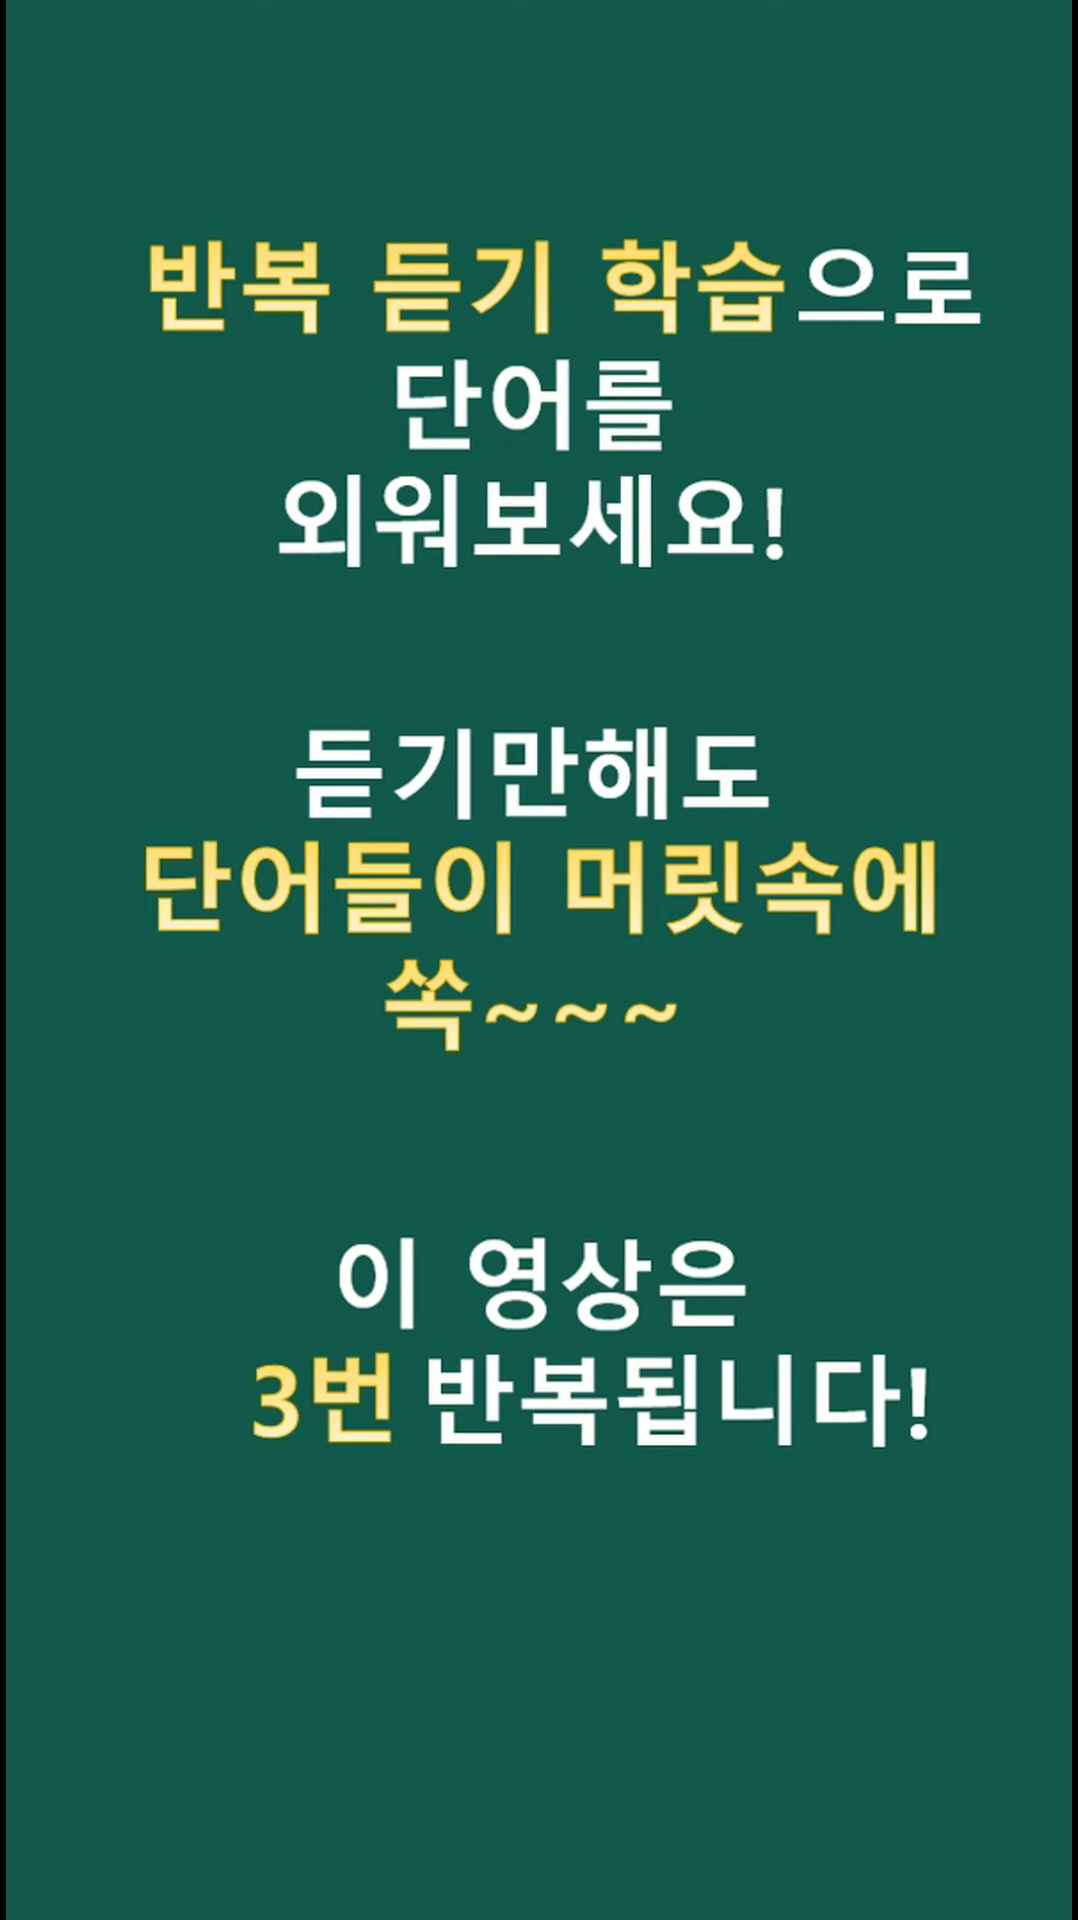 반복 듣기 학습으로
단어를
외워보세요!
듣기만해도
단어들이 머릿속에
쏙~~~
이 영상은
3번 반복됩니다!